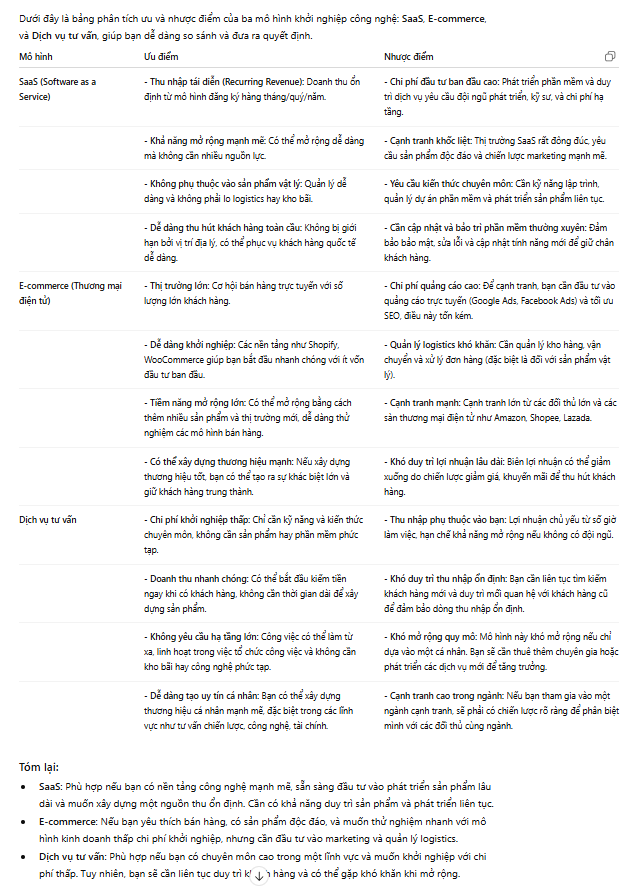 Dưới đây là bảng phân tích ưu và nhược điểm của ba mô hình khởi nghiệp công nghệ: SaaS, E-commerce,
và Dịch vụ tư vấn, giúp bạn dễ dàng so sánh và đưa ra quyết định.
Mô hình Ưu điểm Nhược điểm
SaaS (Software as a - Thu nhập tái diễn (Recurring Revenue): Doanh thu ổn - Chi phí đầu tư ban đầu cao: Phát triển phần mềm và duy
Service) định từ mô hình đăng ký hàng tháng/quý/năm. trì dịch vụ yêu cầu đội ngũ phát triển, kỹ sư, và chi phí hạ
tầng.
- Khả năng mở rộng mạnh mẽ: Có thể mở rộng dễ dàng - Cạnh tranh khốc liệt: Thị trường SaaS rất đông đúc, yêu
mà không cần nhiều nguồn lực. cầu sản phẩm độc đáo và chiến lược marketing mạnh mẽ.
- Không phụ thuộc vào sản phẩm vật lý: Quản lý dễ - Yêu cầu kiến thức chuyên môn: Cần kỹ năng lập trình,
dàng và không phải lo logistics hay kho bãi. quản lý dự án phần mềm và phát triển sản phẩm liên tục.
- Dễ dàng thu hút khách hàng toàn cầu: Không bị giới - Cần cập nhật và bảo trì phần mềm thường xuyên: Đảm
hạn bởi vị trí địa lý, có thể phục vụ khách hàng quốc tế bảo bảo mật, sửa lỗi và cập nhật tính năng mới để giữ chân
dễ dàng. khách hàng.
E-commerce (Thương mại - Thị trường lớn: Cơ hội bán hàng trực tuyến với số - Chi phí quảng cáo cao: Để cạnh tranh, bạn cần đầu tư vào
điện tử) lượng lớn khách hàng. quảng cáo trực tuyến (Google Ads, Facebook Ads) và tối ưu
SEO, điều này tốn kém.
- Dễ dàng khởi nghiệp: Các nền tảng như Shopify, - Quản lý logistics khó khăn: Cần quản lý kho hàng, vận
WooCommerce giúp bạn bắt đầu nhanh chóng với ít vốn chuyển và xử lý đơn hàng (đặc biệt là đối với sản phẩm vật
đầu tư ban đầu. lý).
- Tiềm năng mở rộng lớn: Có thể mở rộng bằng cách - Cạnh tranh mạnh: Cạnh tranh lớn từ các đối thủ lớn và các
thêm nhiều sản phẩm và thị trường mới, dễ dàng thử sàn thương mại điện tử như Amazon, Shopee, Lazada.
nghiệm các mô hình bán hàng.
- Có thể xây dựng thương hiệu mạnh: Nếu xây dựng - Khó duy trì lợi nhuận lâu dài: Biên lợi nhuận có thể giảm
thương hiệu tốt, bạn có thể tạo ra sự khác biệt lớn và xuống do chiến lược giảm giá, khuyến mãi để thu hút khách
giữ khách hàng trung thành. hàng.
Dịch vụ tư vấn - Chi phí khởi nghiệp thấp: Chỉ cần kỹ năng và kiến thức - Thu nhập phụ thuộc vào bạn: Lợi nhuận chủ yếu từ số giờ
chuyên môn, không cần sản phẩm hay phần mềm phức làm việc, hạn chế khả năng mở rộng nếu không có đội ngũ.
tạp.
- Doanh thu nhanh chóng: Có thể bắt đầu kiếm tiền - Khó duy trì thu nhập ổn định: Bạn cần liên tục tìm kiếm
ngay khi có khách hàng, không cần thời gian dài để xây khách hàng mới và duy trì mối quan hệ với khách hàng cũ
dựng sản phẩm. để đảm bảo dòng thu nhập ổn định.
- Không yêu cầu hạ tầng lớn: Công việc có thể làm từ - Khó mở rộng quy mô: Mô hình này khó mở rộng nếu chỉ
xa, linh hoạt trong việc tổ chức công việc và không cần dựa vào một cá nhân. Bạn sẽ cần thuê thêm chuyên gia hoặc
kho bãi hay công nghệ phức tạp. phát triển các dịch vụ mới để tăng trưởng.
- Dễ dàng tạo uy tín cá nhân: Bạn có thể xây dựng - Cạnh tranh cao trong ngành: Nếu bạn tham gia vào một
thương hiệu cá nhân mạnh mẽ, đặc biệt trong các lĩnh ngành cạnh tranh, sẽ phải có chiến lược rõ ràng để phân biệt
vực như tư vấn chiến lược, công nghệ, tài chính. mình với các đối thủ cùng ngành.
Tóm lại:
• SaaS: Phù hợp nếu bạn có nền tảng công nghệ mạnh mẽ, sẵn sàng đầu tư vào phát triển sản phẩm lâu
dài và muốn xây dựng một nguồn thu ổn định. Cần có khả năng duy trì sản phẩm và phát triển liên tục.
• E-commerce: Nếu bạn yêu thích bán hàng, có sản phẩm độc đáo, và muốn thử nghiệm nhanh với mô
hình kinh doanh thấp chi phí khởi nghiệp, nhưng cần đầu tư vào marketing và quản lý logistics.
• Dịch vụ tư vấn: Phù hợp nếu bạn có chuyên môn cao trong một lĩnh vực và muốn khởi nghiệp với chi
phí thấp. Tuy nhiên, bạn sẽ cần liên tục duy trì hàng và có thể gặp khó khăn khi mở rộng.